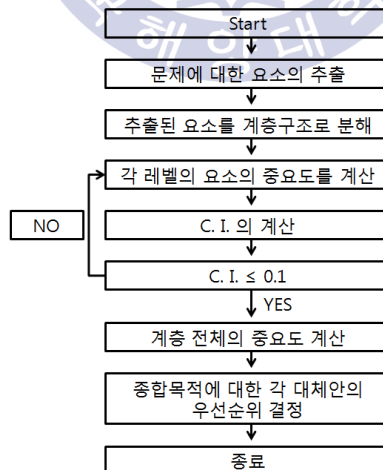 Start
문제에 대한 요소의 추출
추출된 요소를 계층구조로 분해
각 레벨의 요소의 중요도를 계산
NO
C. I. 의 계산
C. I. ≤ 0.1
YES
계층 전체의 중요도 계산
종합목적에 대한 각 대체안의
우선순위 결정
종료